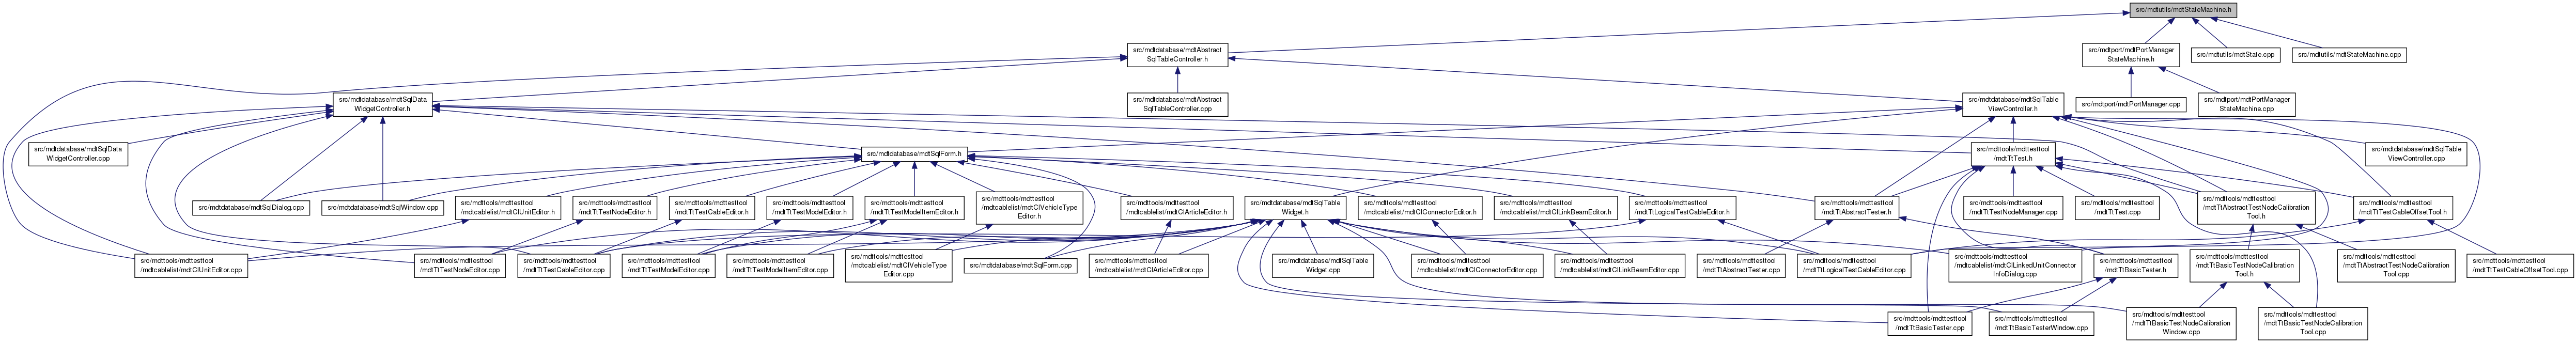 src/mdtutils/mdtStateMachine.h
src/mdtdatabase/mdtAbstract
SqlTableController.h
src/mdtport/mdtPortManager
StateMachine.h
src/mdtutils/mdtState.cpp
src/mdtutils/mdtStateMachine.cpp
src/mdtdatabase/mdtSqlData
WidgetController.h
src/mdtdatabase/mdtAbstract
SqlTableController.cpp
src/mdtdatabase/mdtSqlTable
ViewController.h
src/mdtport/mdtPortManager.cpp
src/mdtport/mdtPortManager
StateMachine.cpp
src/mdtdatabase/mdtSqlData
WidgetController.cpp
src/mdtdatabase/mdtSqlForm.h
src/mdttools/mdttesttool
/mdtTtTest.h
src/mdtdatabase/mdtSqlTable
ViewController.cpp
src/mdtdatabase/mdtSqlDialog.cpp
src/mdtdatabase/mdtSqlWindow.cpp
src/mdttools/mdttesttool
/mdtcablelist/mdtClUnitEditor.h
src/mdttools/mdttesttool
/mdtTtTestNodeEditor.h
src/mdttools/mdttesttool
/mdtTtTestCableEditor.h
src/mdttools/mdttesttool
/mdtTtTestModelEditor.h
src/mdttools/mdttesttool
/mdtTtTestModelItemEditor.h
src/mdttools/mdttesttool
/mdtcablelist/mdtClVehicleType
Editor.h
src/mdttools/mdttesttool
/mdtcablelist/mdtClArticleEditor.h
src/mdtdatabase/mdtSqlTable
Widget.h
src/mdttools/mdttesttool
/mdtcablelist/mdtClConnectorEditor.h
src/mdttools/mdttesttool
/mdtcablelist/mdtClLinkBeamEditor.h
src/mdttools/mdttesttool
/mdtTtLogicalTestCableEditor.h
src/mdttools/mdttesttool
/mdtTtAbstractTester.h
src/mdttools/mdttesttool
/mdtTtTestNodeManager.cpp
src/mdttools/mdttesttool
/mdtTtTest.cpp
src/mdttools/mdttesttool
/mdtTtAbstractTestNodeCalibration
Tool.h
src/mdttools/mdttesttool
/mdtTtTestCableOffsetTool.h
src/mdttools/mdttesttool
/mdtcablelist/mdtClUnitEditor.cpp
src/mdttools/mdttesttool
/mdtTtTestNodeEditor.cpp
src/mdttools/mdttesttool
/mdtTtTestCableEditor.cpp
src/mdttools/mdttesttool
/mdtTtTestModelEditor.cpp
src/mdttools/mdttesttool
/mdtTtTestModelItemEditor.cpp
src/mdttools/mdttesttool
/mdtcablelist/mdtClVehicleType
Editor.cpp
src/mdtdatabase/mdtSqlForm.cpp
src/mdttools/mdttesttool
/mdtcablelist/mdtClArticleEditor.cpp
src/mdtdatabase/mdtSqlTable
Widget.cpp
src/mdttools/mdttesttool
/mdtcablelist/mdtClConnectorEditor.cpp
src/mdttools/mdttesttool
/mdtcablelist/mdtClLinkBeamEditor.cpp
src/mdttools/mdttesttool
/mdtTtAbstractTester.cpp
src/mdttools/mdttesttool
/mdtTtLogicalTestCableEditor.cpp
src/mdttools/mdttesttool
/mdtcablelist/mdtClLinkedUnitConnector
InfoDialog.cpp
src/mdttools/mdttesttool
/mdtTtBasicTester.h
src/mdttools/mdttesttool
/mdtTtBasicTestNodeCalibration
Tool.h
src/mdttools/mdttesttool
/mdtTtAbstractTestNodeCalibration
Tool.cpp
src/mdttools/mdttesttool
/mdtTtTestCableOffsetTool.cpp
src/mdttools/mdttesttool
/mdtTtBasicTester.cpp
src/mdttools/mdttesttool
/mdtTtBasicTesterWindow.cpp
src/mdttools/mdttesttool
/mdtTtBasicTestNodeCalibration
Window.cpp
src/mdttools/mdttesttool
/mdtTtBasicTestNodeCalibration
Tool.cpp